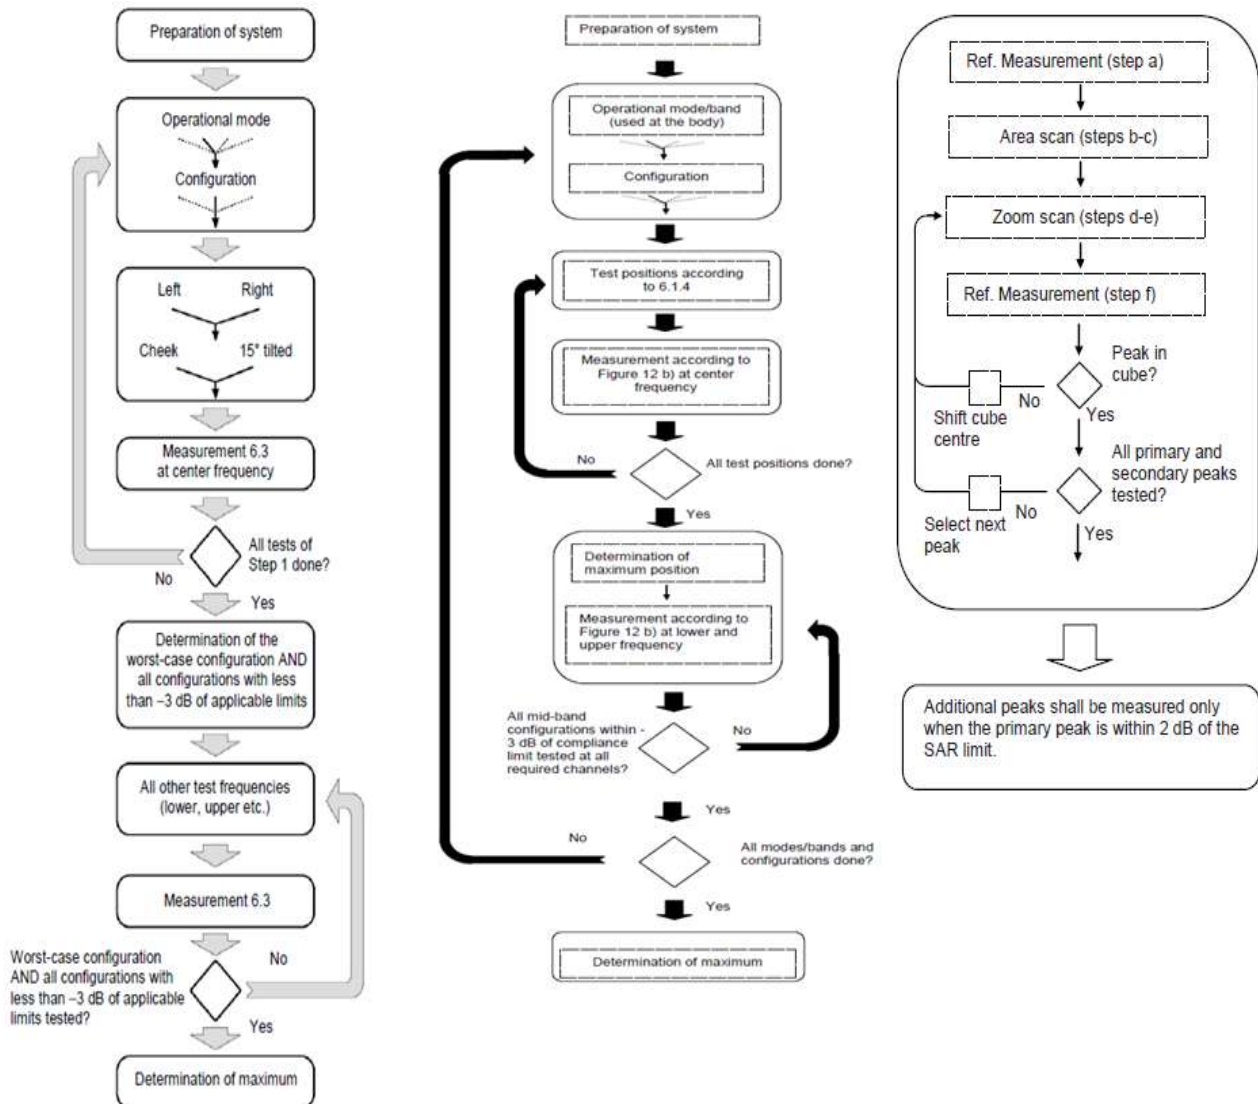 Preparation of system
Operational mode
Configuration
Left
Right
Cheek
15° tilted
Measurement 6.3
at center frequency
All tests of
Step 1 done?
No
Yes
Determination of the
worst-case configuration AND
all configurations with less
than –3 dB of applicable limits
All other test frequencies
(lower, upper etc.)
Measurement 6.3
Worst-case configuration
AND all configurations with
less than –3 dB of applicable
limits tested?
No
Yes
Determination of maximum
Preparation of system
Operational mode/band
(used at the body)
Configuration
Test positions according
to 6.1.4
Measurement according to
Figure 12 b) at center
frequency
No
All test positions done?
Yes
Determination of
maximum position
Measurement according to
Figure 12 b) at lower and
upper frequency
All mid-band
configurations within -
3 dB of compliance
limit tested at all
required channels?
No
Yes
No
All modes/bands and
configurations done?
Yes
Determination of maximum
Ref. Measurement (step a)
Area scan (steps b-c)
Zoom scan (steps d-e)
Ref. Measurement (step f)
Peak in
cube?
No
Yes
Shift cube
centre
All primary and
secondary peaks
tested?
No
Select next
peak
Yes
Additional peaks shall be measured only
when the primary peak is within 2 dB of the
SAR limit.